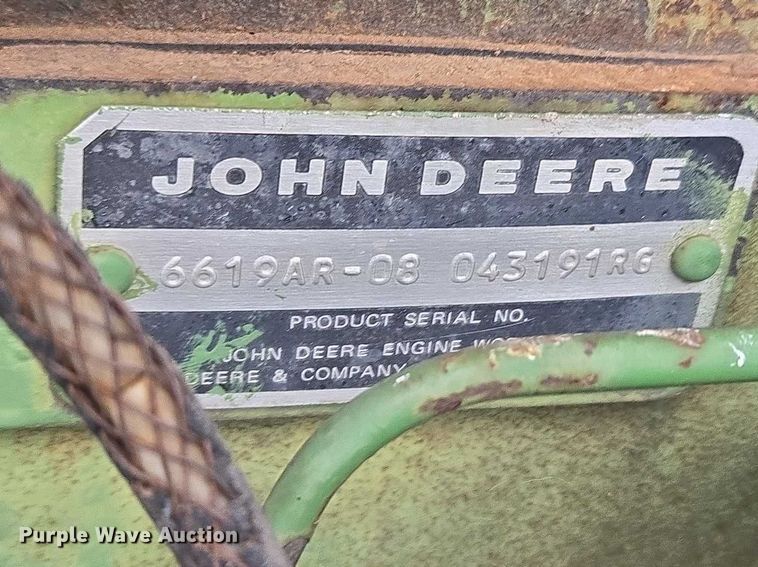 JOHN DEERE
6619AR-08 043191RG
PRODUCT SERIAL NO.
JOHN DEERE ENGINE
DEERE & COMPANY
Purple Wave Auction